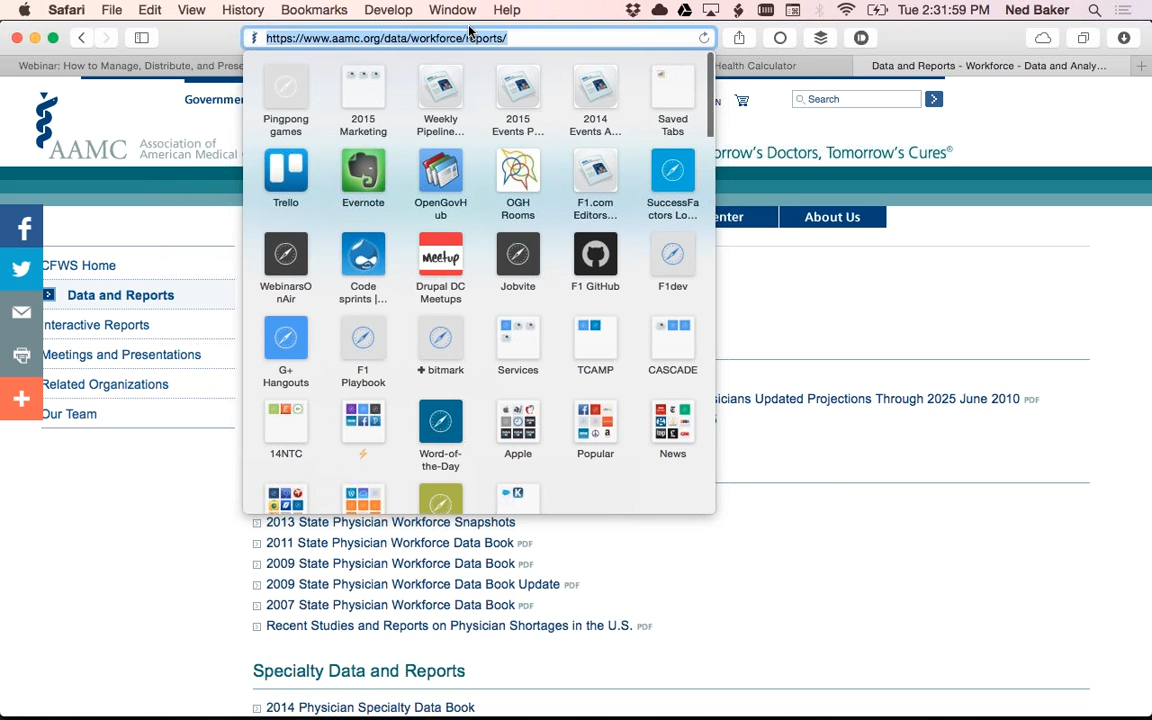 Safari File Edit View History Bookmarks Develop Window Help Tue 2:31:59 PM Ned Baker
https://www.aamc.org/data/workforce/reports/
Webinar: How to Manage, Distribute, and Prese
Health Calculator
Data and Reports - Workforce - Data and Analy...
Governme
N
Search
AAMC
Association of
American Medical
orrow's Doctors, Tomorrow's Cures®
enter
About Us
CFWS Home
Data and Reports
Interactive Reports
Meetings and Presentations
Related Organizations
Our Team
Pingpong
games
2015
Marketing
Weekly
Pipeline...
2015
Events P...
2014
Events A...
Saved
Tabs
Trello
Evernote
OpenGovH
ub
OGH
Rooms
F1.com
Editors...
SuccessFa
ctors Lo...
WebinarsO
nAir
Code
sprints |...
Meetup
Drupal DC
Meetups
Jobvite
F1 GitHub
F1dev
G+
Hangouts
F1
Playbook
✚ bitmark
Services
TCAMP
CASCADE
14NTC
⚡
Word-of-
the-Day
Apple
Popular
News
sicians Updated Projections Through 2025 June 2010 PDF
2013 State Physician Workforce Snapshots
2011 State Physician Workforce Data Book PDF
2009 State Physician Workforce Data Book PDF
2009 State Physician Workforce Data Book Update PDF
2007 State Physician Workforce Data Book PDF
Recent Studies and Reports on Physician Shortages in the U.S. PDF
Specialty Data and Reports
2014 Physician Specialty Data Book